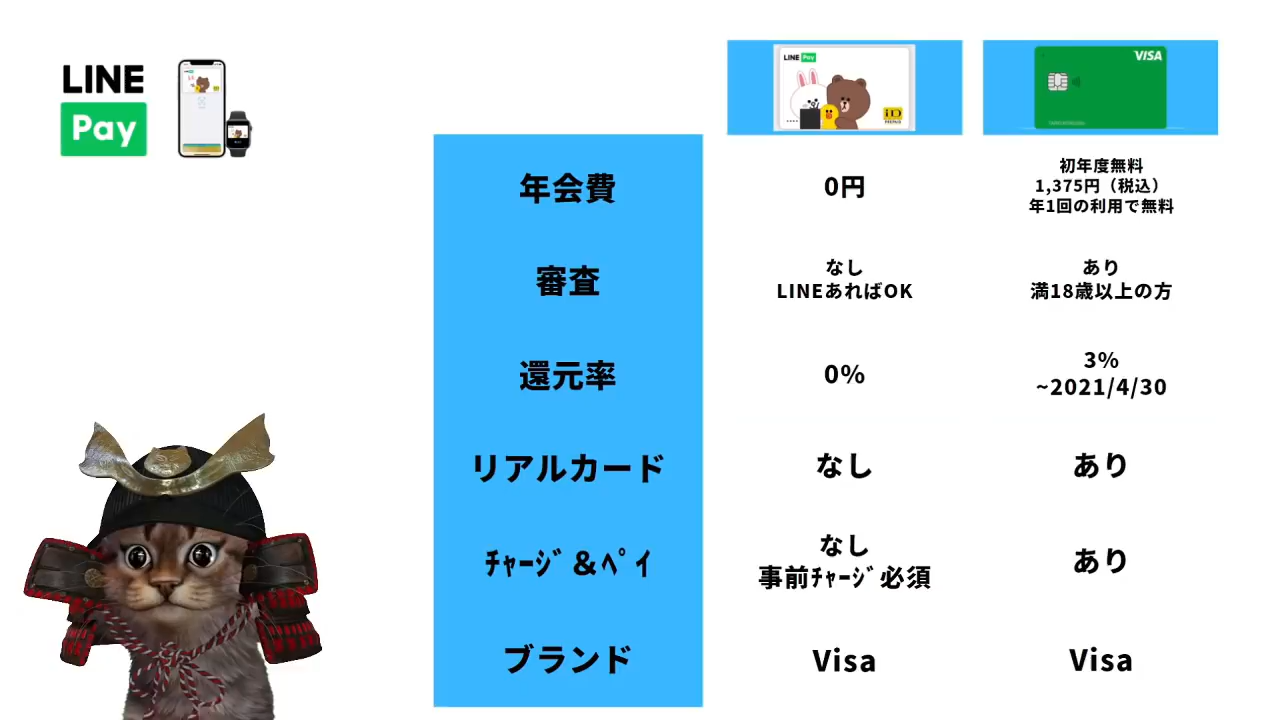 LINE
Pay
LINE Pay
iD
VISA
年会費
0円
初年度無料
1,375円（税込）
年1回の利用で無料
審査
なし
LINEあればOK
あり
満18歳以上の方
還元率
0%
3%
~2021/4/30
リアルカード
なし
あり
ﾁｬｰｼﾞ&ﾍﾟｲ
なし
事前ﾁｬｰｼﾞ必須
あり
ブランド
Visa
Visa